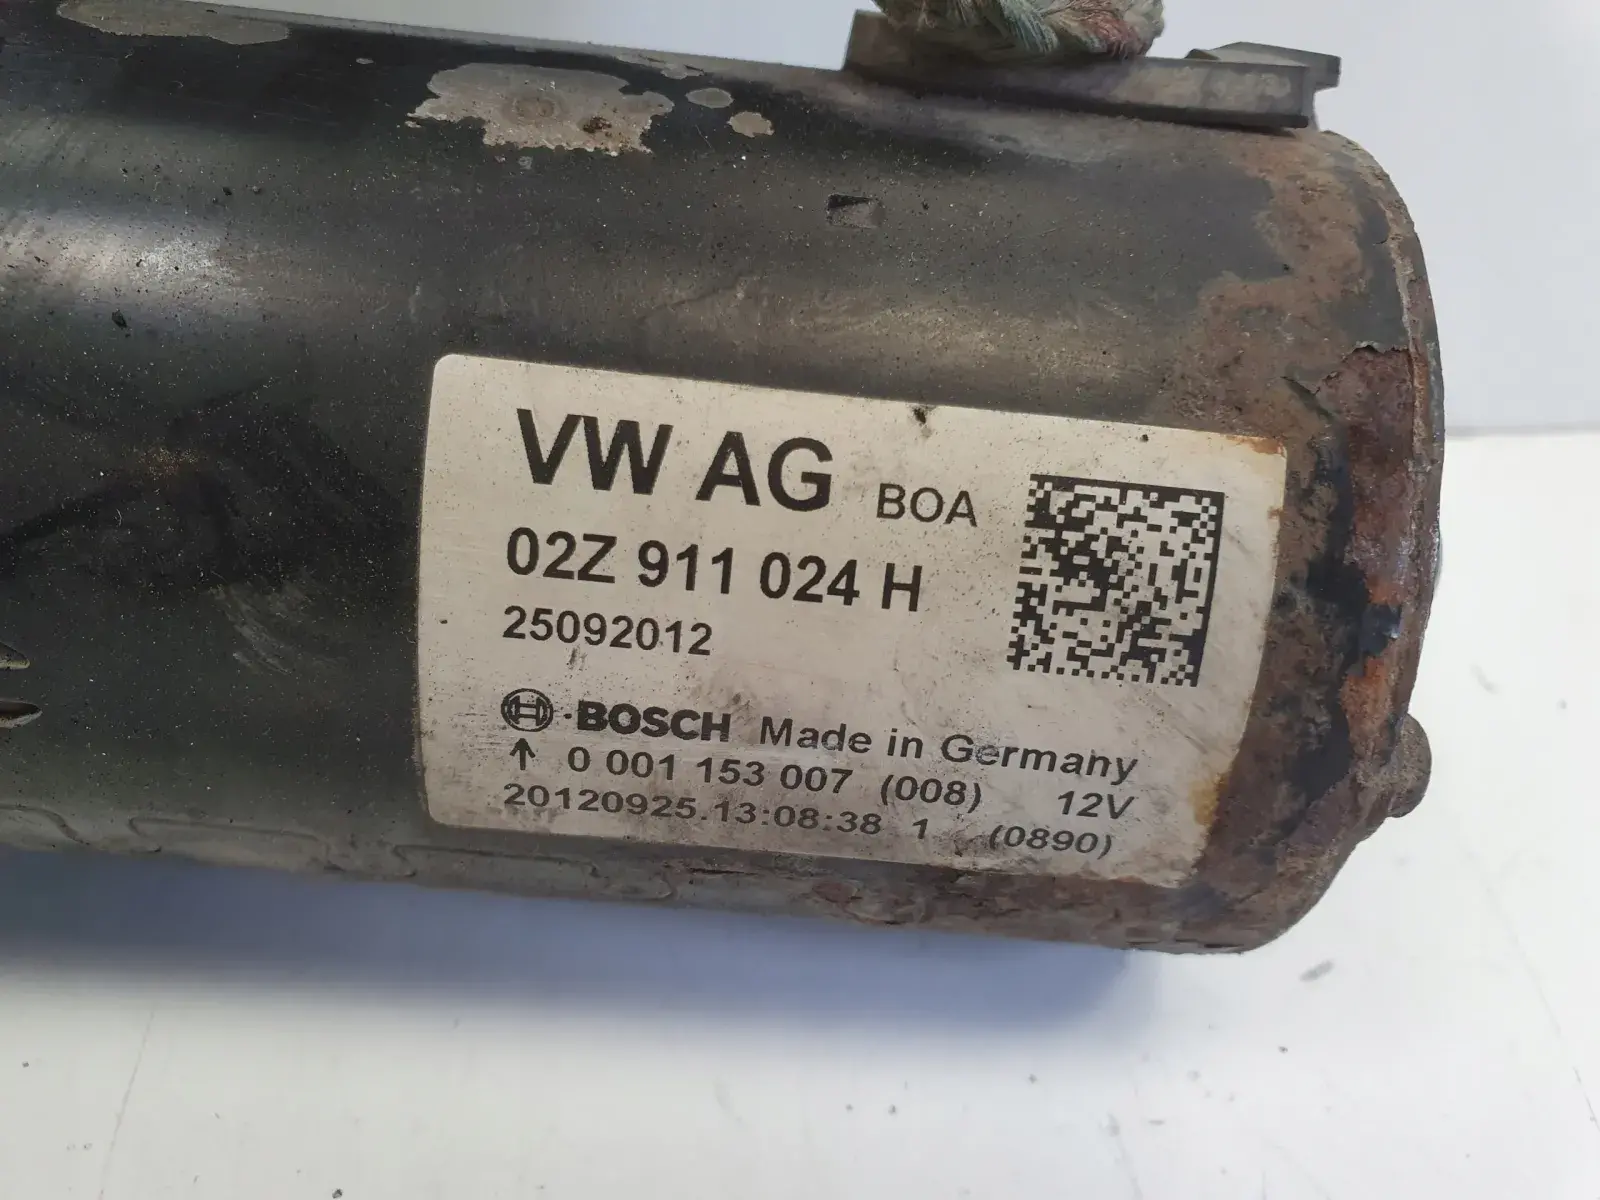 VW AG BOA
02Z 911 024 H
25092012
BOSCH Made in Germany
↑ 0 001 153 007 (008) 12V
20120925.13:08:38 1 (0890)